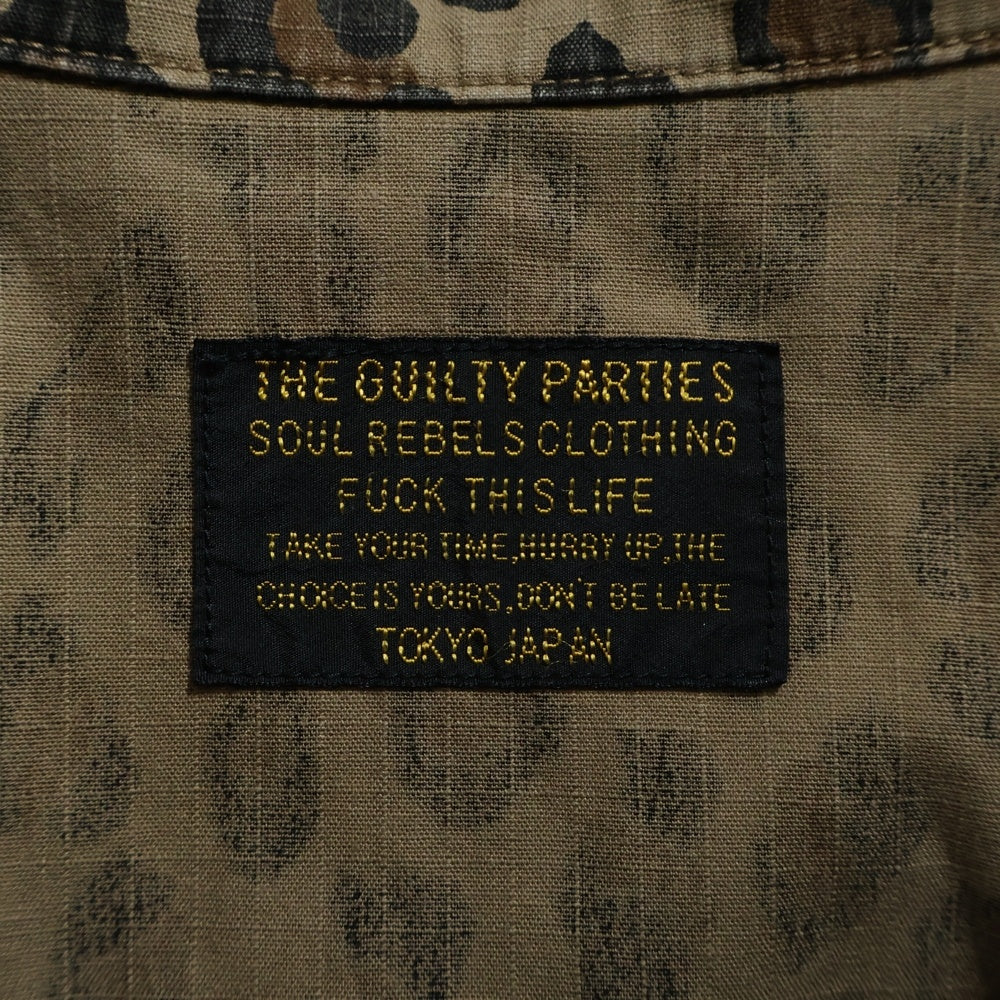 THE GUILTY PARTIES
SOUL REBELS CLOTHING
FUCK THIS LIFE
TAKE YOUR TIME,HURRY UP,THE
CHOICE IS YOURS,DON'T BE LATE
TOKYO JAPAN